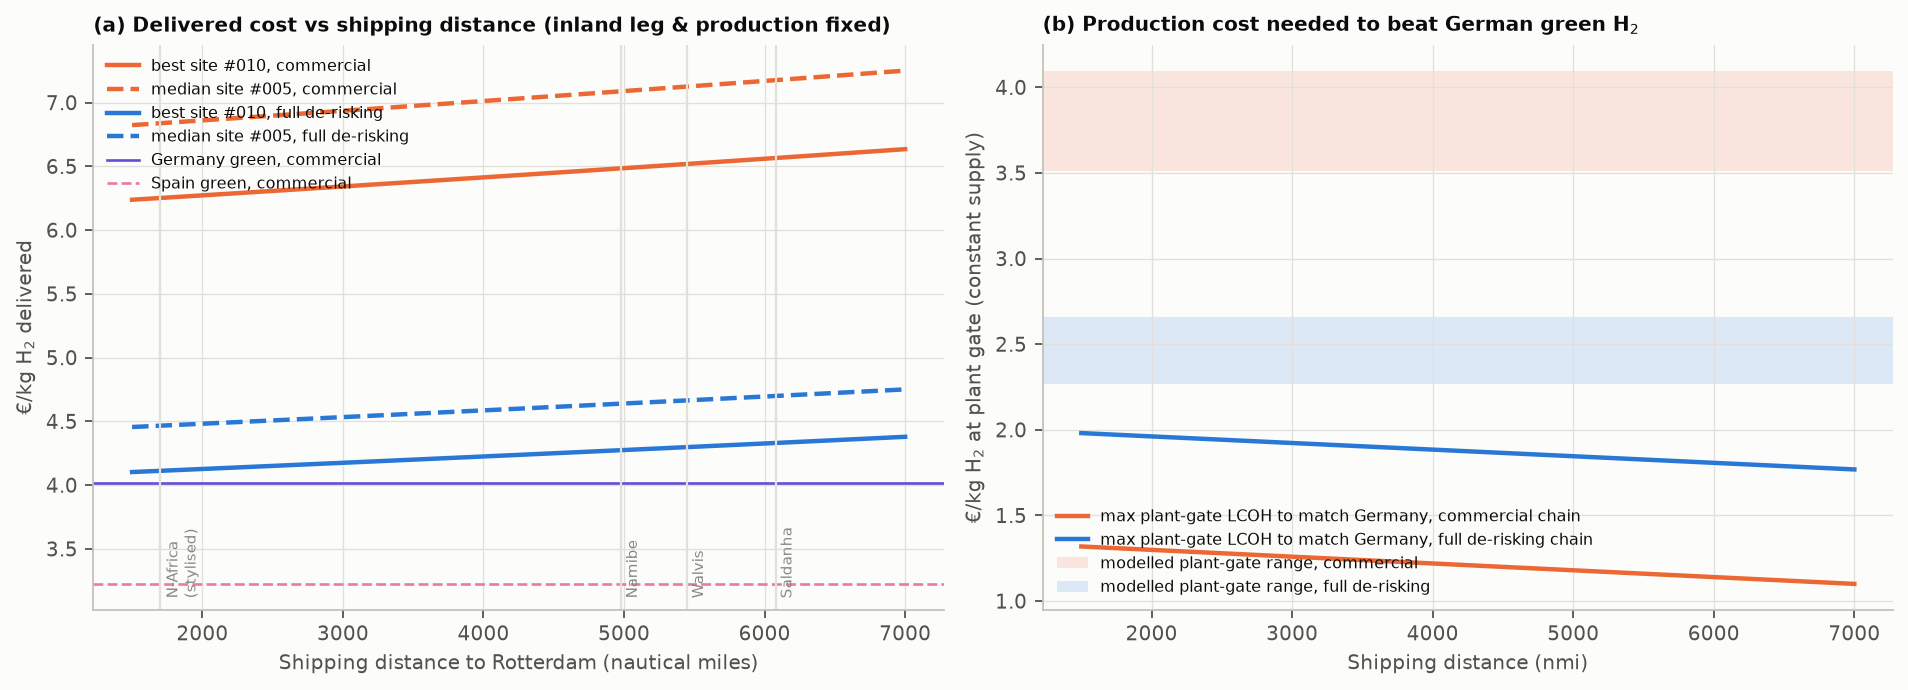 (a) Delivered cost vs shipping distance (inland leg & production fixed)
best site #010, commercial
median site #005, commercial
best site #010, full de-risking
median site #005, full de-risking
Germany green, commercial
Spain green, commercial
7.0
6.5
6.0
5.5
5.0
4.5
4.0
3.5
€/kg H₂ delivered
N-Africa
(stylised)
Namibe
Walvis
Saldanha
2000
3000
4000
5000
6000
7000
Shipping distance to Rotterdam (nautical miles)
(b) Production cost needed to beat German green H₂
4.0
3.5
3.0
2.5
2.0
1.5
1.0
€/kg H₂ at plant gate (constant supply)
max plant-gate LCOH to match Germany, commercial chain
max plant-gate LCOH to match Germany, full de-risking chain
modelled plant-gate range, commercial
modelled plant-gate range, full de-risking
2000
3000
4000
5000
6000
7000
Shipping distance (nmi)